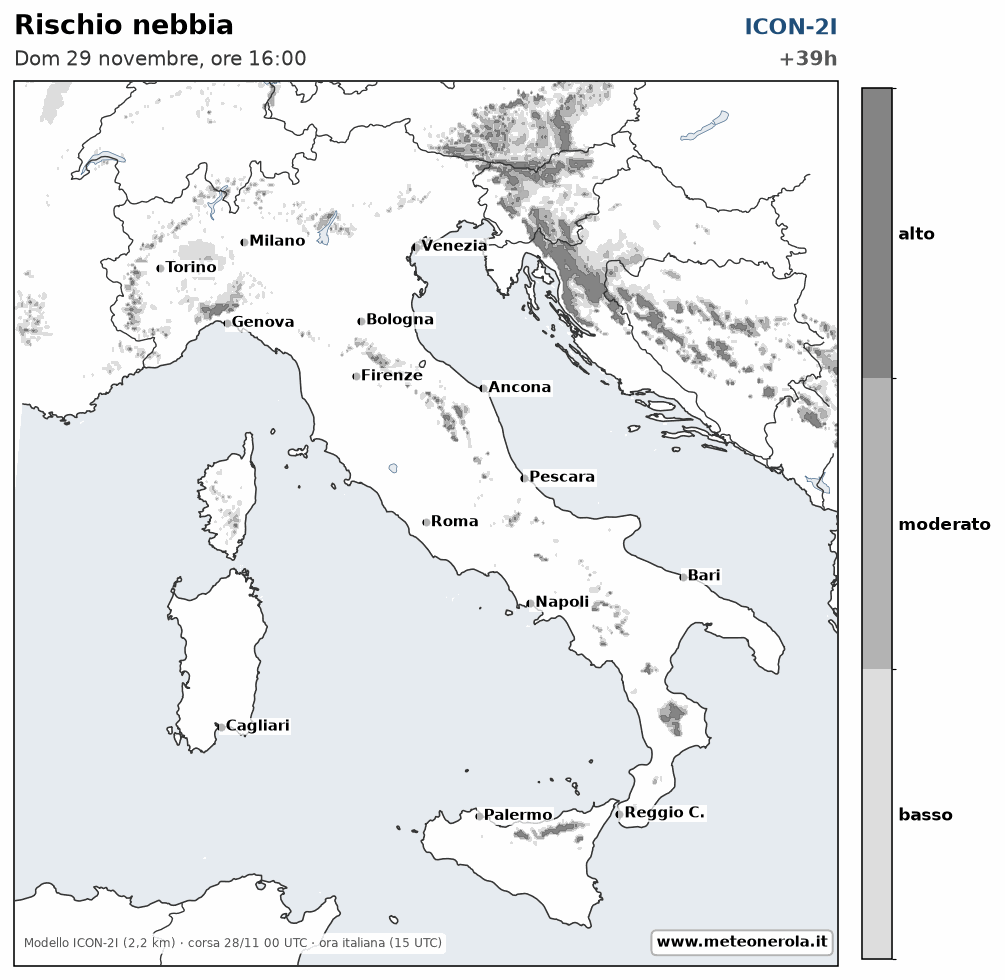 Rischio nebbia
ICON-2I
Dom 29 novembre, ore 16:00
+39h
alto
Milano
Venezia
Torino
Genova
Bologna
Firenze
Ancona
Pescara
Roma
moderato
Bari
Napoli
Cagliari
Palermo
Reggio C.
basso
Modello ICON-2I (2,2 km) · corsa 28/11 00 UTC · ora italiana (15 UTC)
www.meteonerola.it